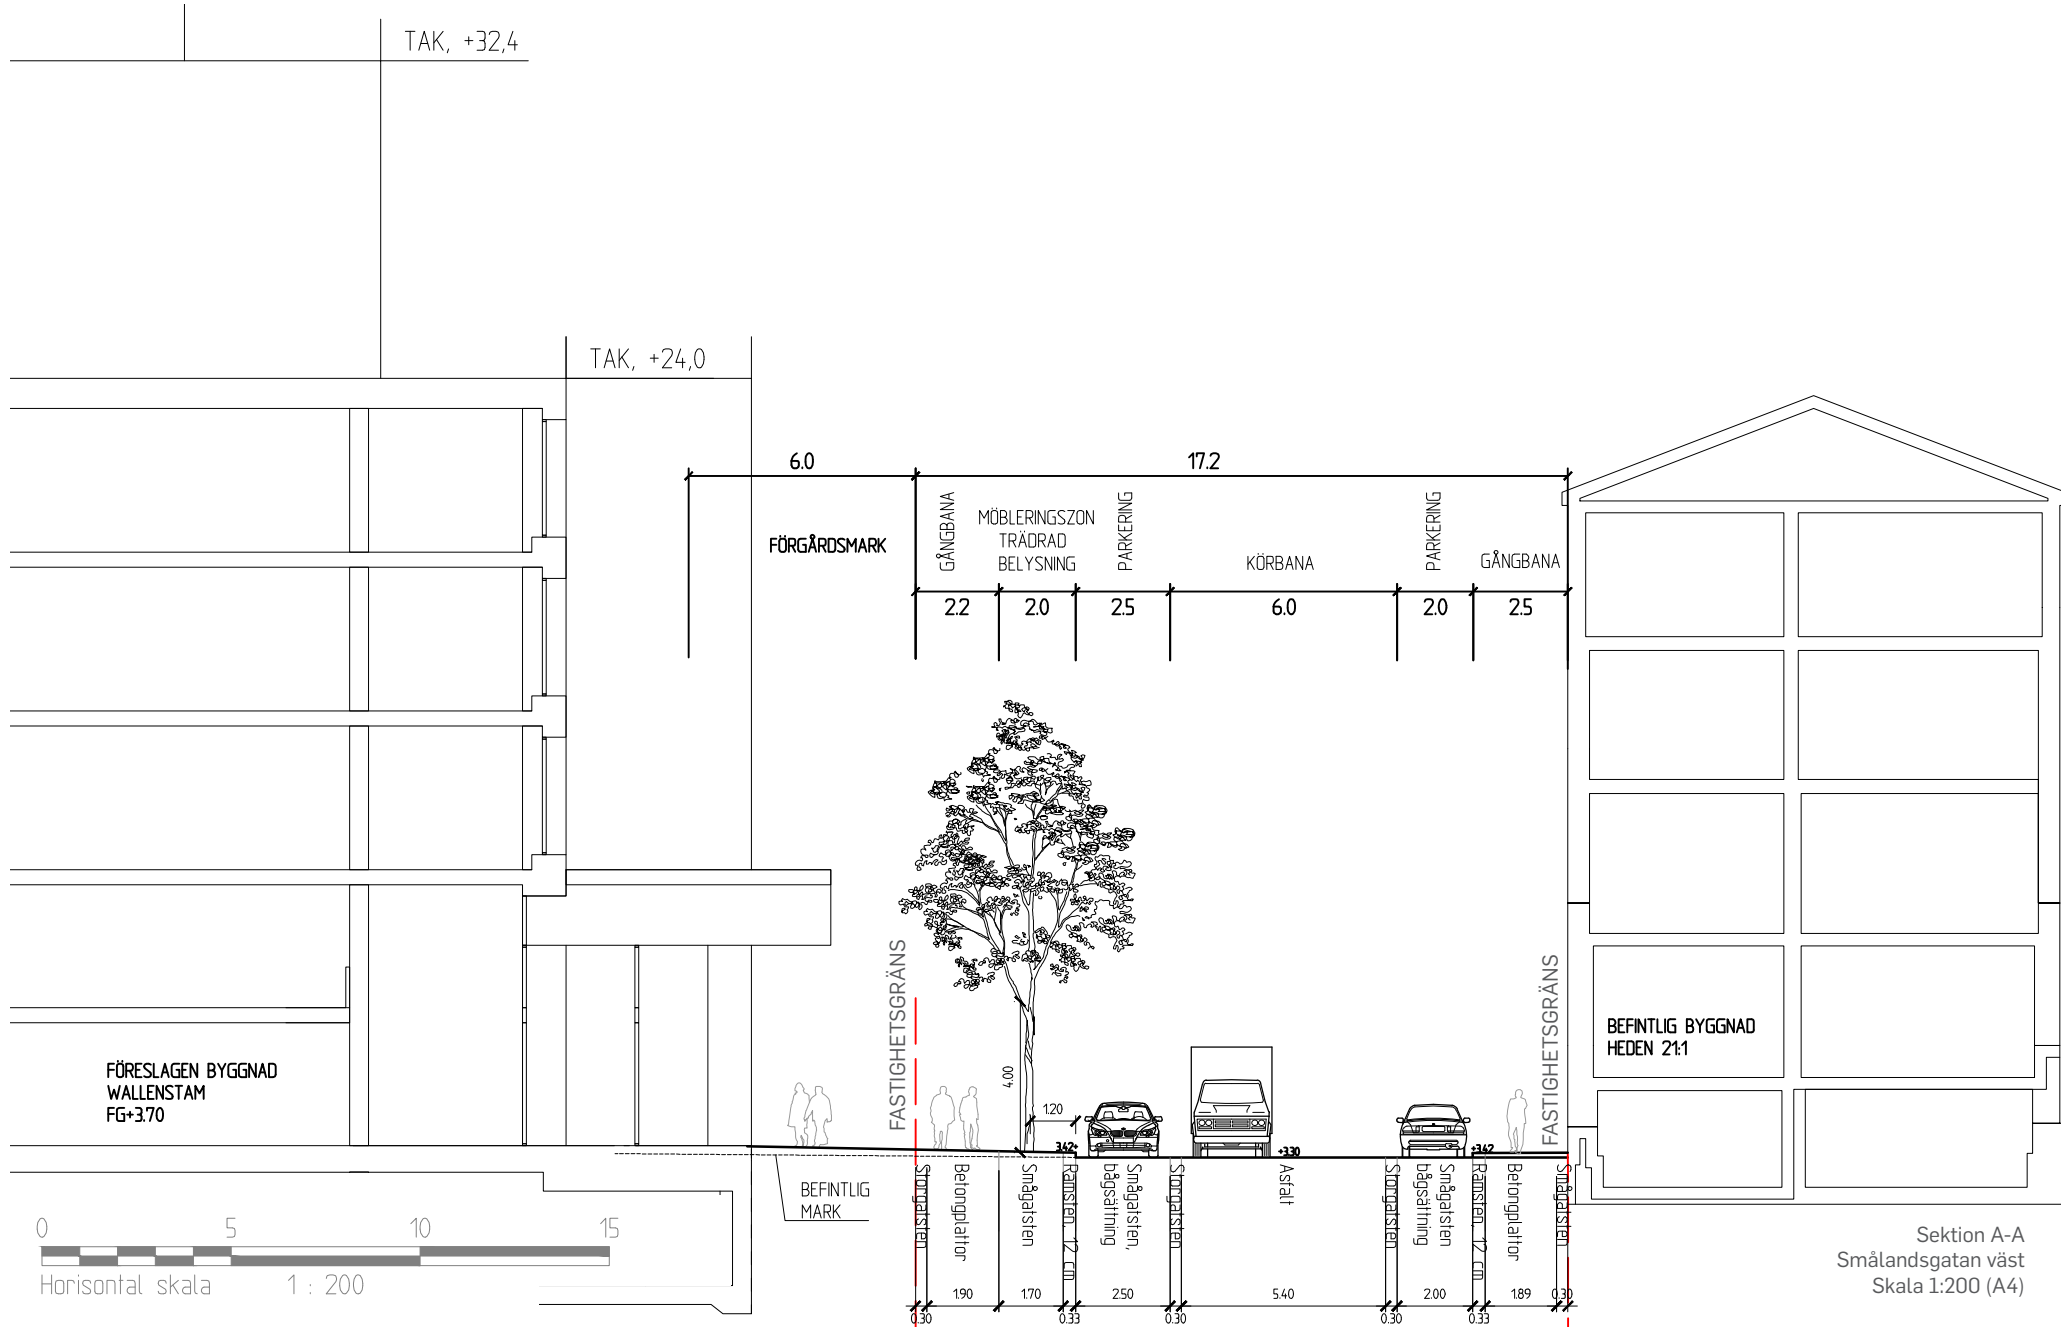 TAK, +32,4
TAK, +24,0
6.0
17.2
GÅNGBANA
MÖBLERINGSZON
TRÄDRAD
BELYSNING
PARKERING
KÖRBANA
PARKERING
GÅNGBANA
FÖRGÅRDSMARK
2.2
2.0
2.5
6.0
2.0
2.5
FASTIGHETSGRÄNS
FASTIGHETSGRÄNS
BEFINTLIG BYGGNAD
HEDEN 21:1
FÖRESLAGEN BYGGNAD
WALLENSTAM
FG+3.70
4.00
1.20
3.42+
+3.30
+3.42
BEFINTLIG
MARK
Storgatsten
Betongplattor
Smågatsten
Ramsten, 12 cm
Smågatsten,
bågsättning
Storgatsten
Asfalt
Storgatsten
Smågatsten
bågsättning
Ramsten, 12 cm
Betongplattor
Smågatsten
1.90
1.70
2.50
5.40
2.00
1.89
0.30
0.30
0.33
0.30
0.30
0.33
0
5
10
15
Horisontal skala
1 : 200
Sektion A-A
Smålandsgatan väst
Skala 1:200 (A4)